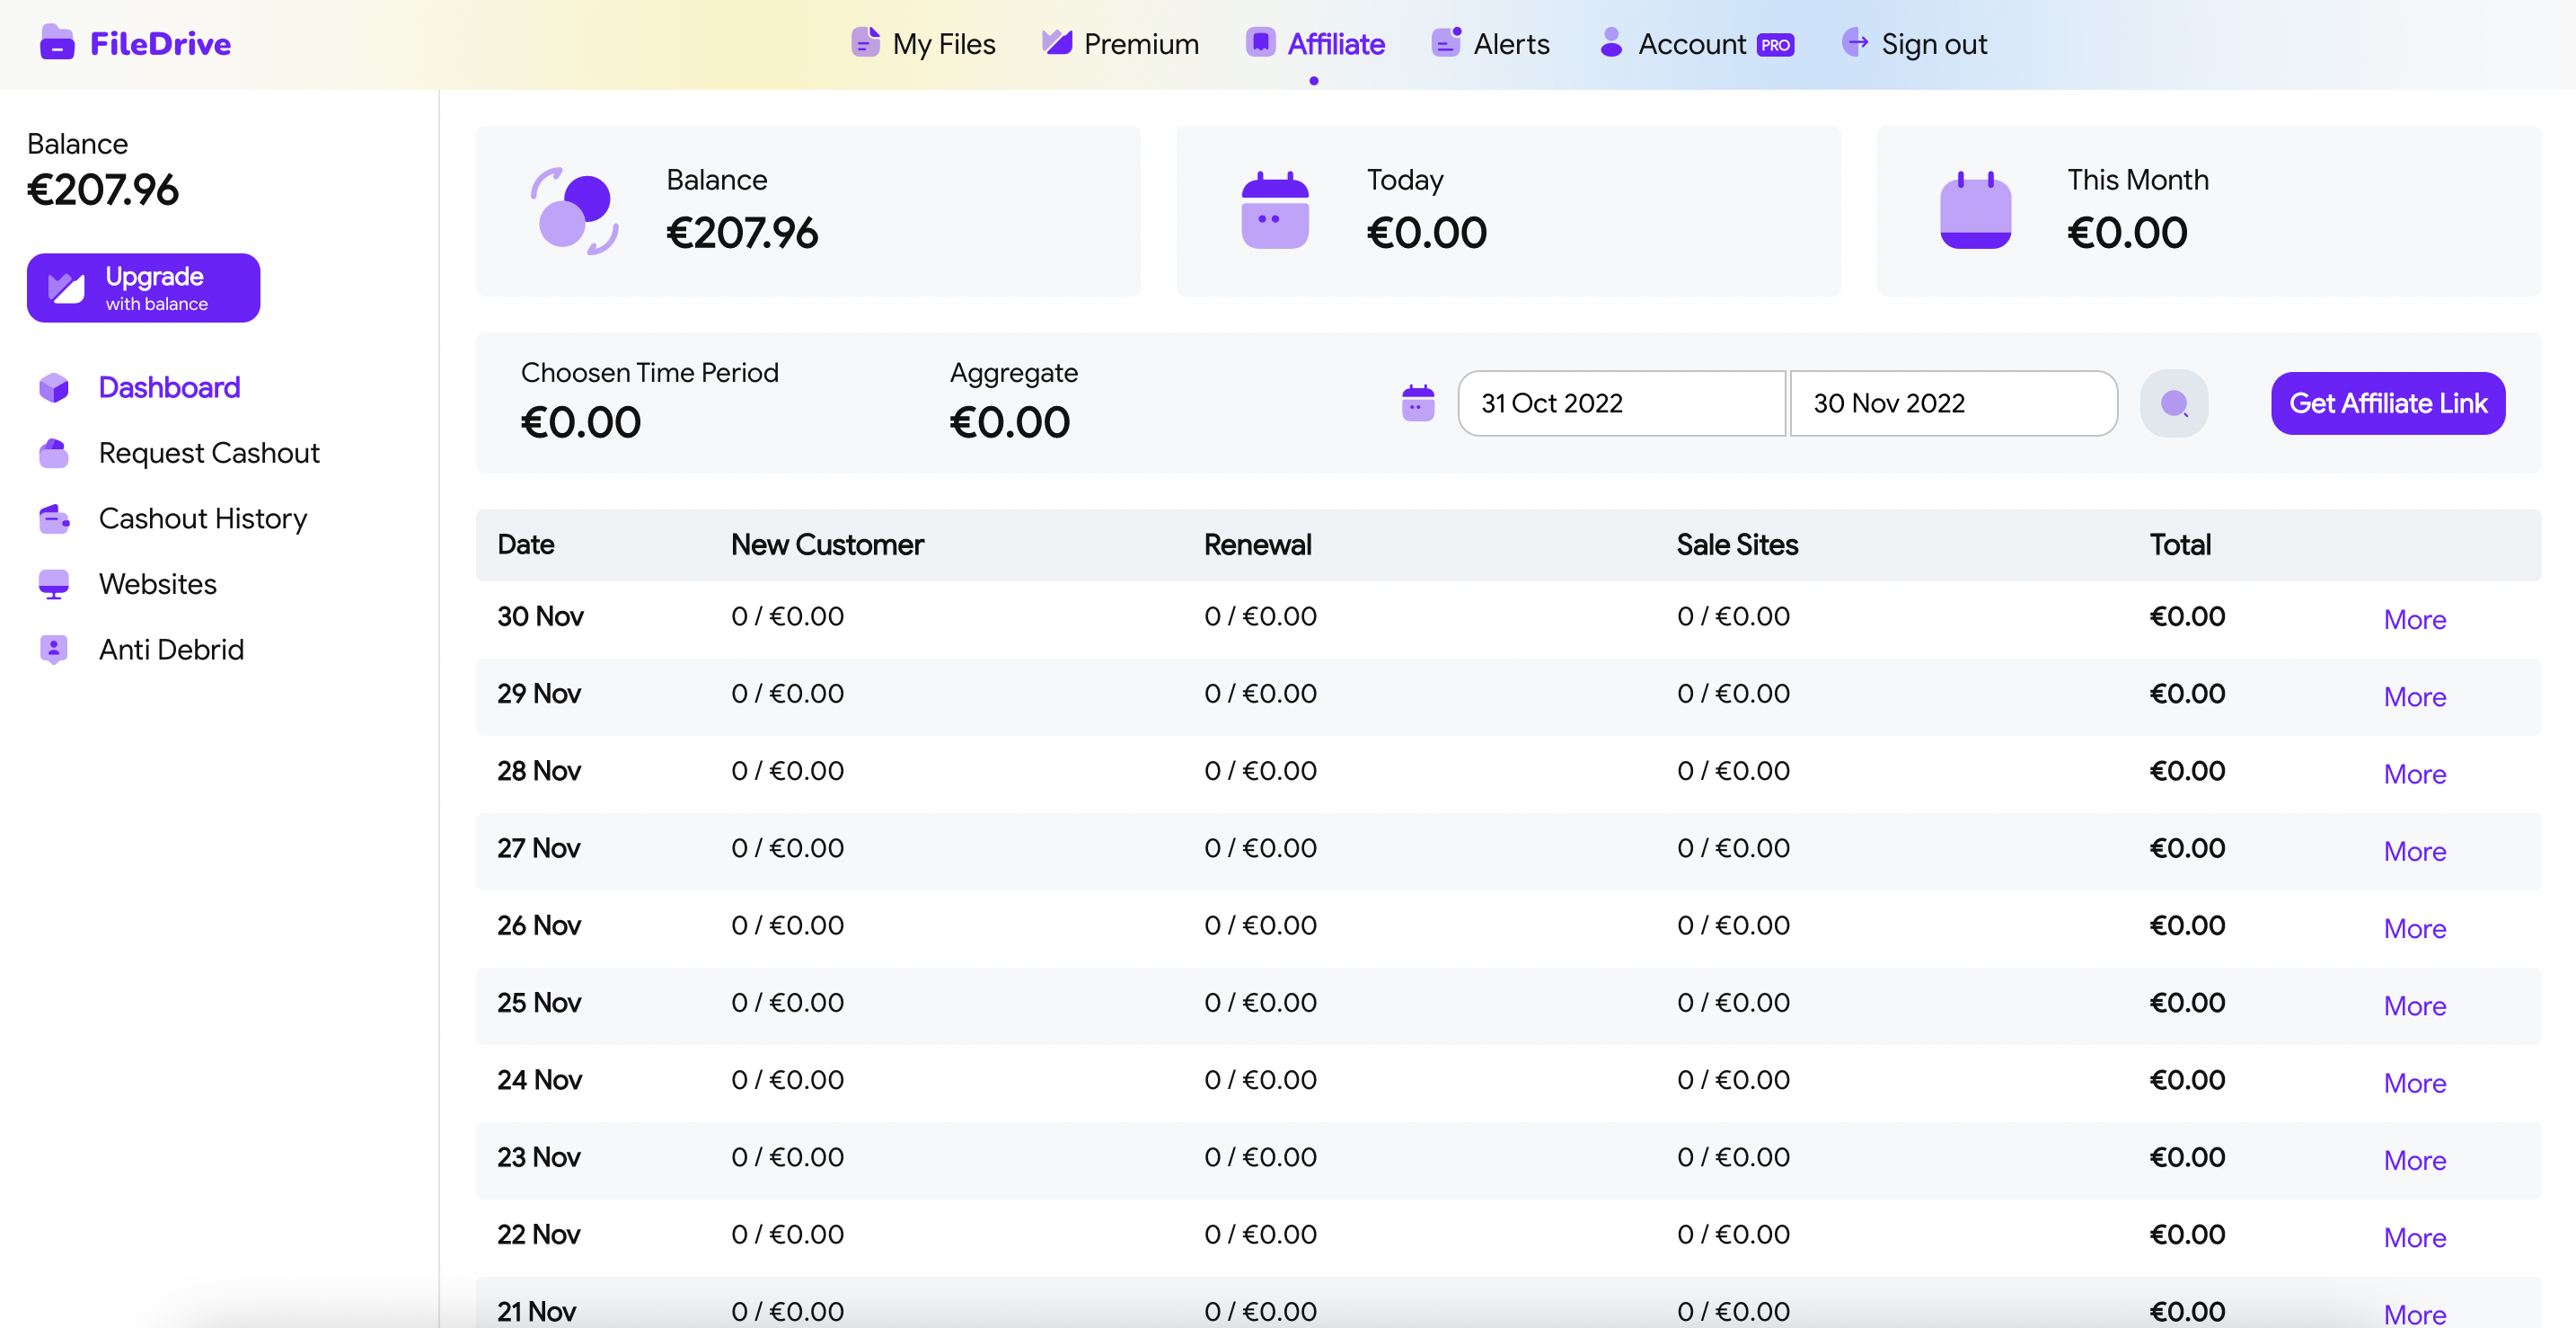 FileDrive
My Files Premium Affiliate Alerts Account PRO Sign out
Balance
€207.96
Upgrade
with balance
Dashboard
Request Cashout
Cashout History
Websites
Anti Debrid
Balance
€207.96
Today
€0.00
This Month
€0.00
Choosen Time Period
€0.00
Aggregate
€0.00
31 Oct 2022
30 Nov 2022
Get Affiliate Link
Date New Customer Renewal Sale Sites Total
30 Nov 0 / €0.00 0 / €0.00 0 / €0.00 €0.00 More
29 Nov 0 / €0.00 0 / €0.00 0 / €0.00 €0.00 More
28 Nov 0 / €0.00 0 / €0.00 0 / €0.00 €0.00 More
27 Nov 0 / €0.00 0 / €0.00 0 / €0.00 €0.00 More
26 Nov 0 / €0.00 0 / €0.00 0 / €0.00 €0.00 More
25 Nov 0 / €0.00 0 / €0.00 0 / €0.00 €0.00 More
24 Nov 0 / €0.00 0 / €0.00 0 / €0.00 €0.00 More
23 Nov 0 / €0.00 0 / €0.00 0 / €0.00 €0.00 More
22 Nov 0 / €0.00 0 / €0.00 0 / €0.00 €0.00 More
21 Nov 0 / €0.00 0 / €0.00 0 / €0.00 €0.00 More